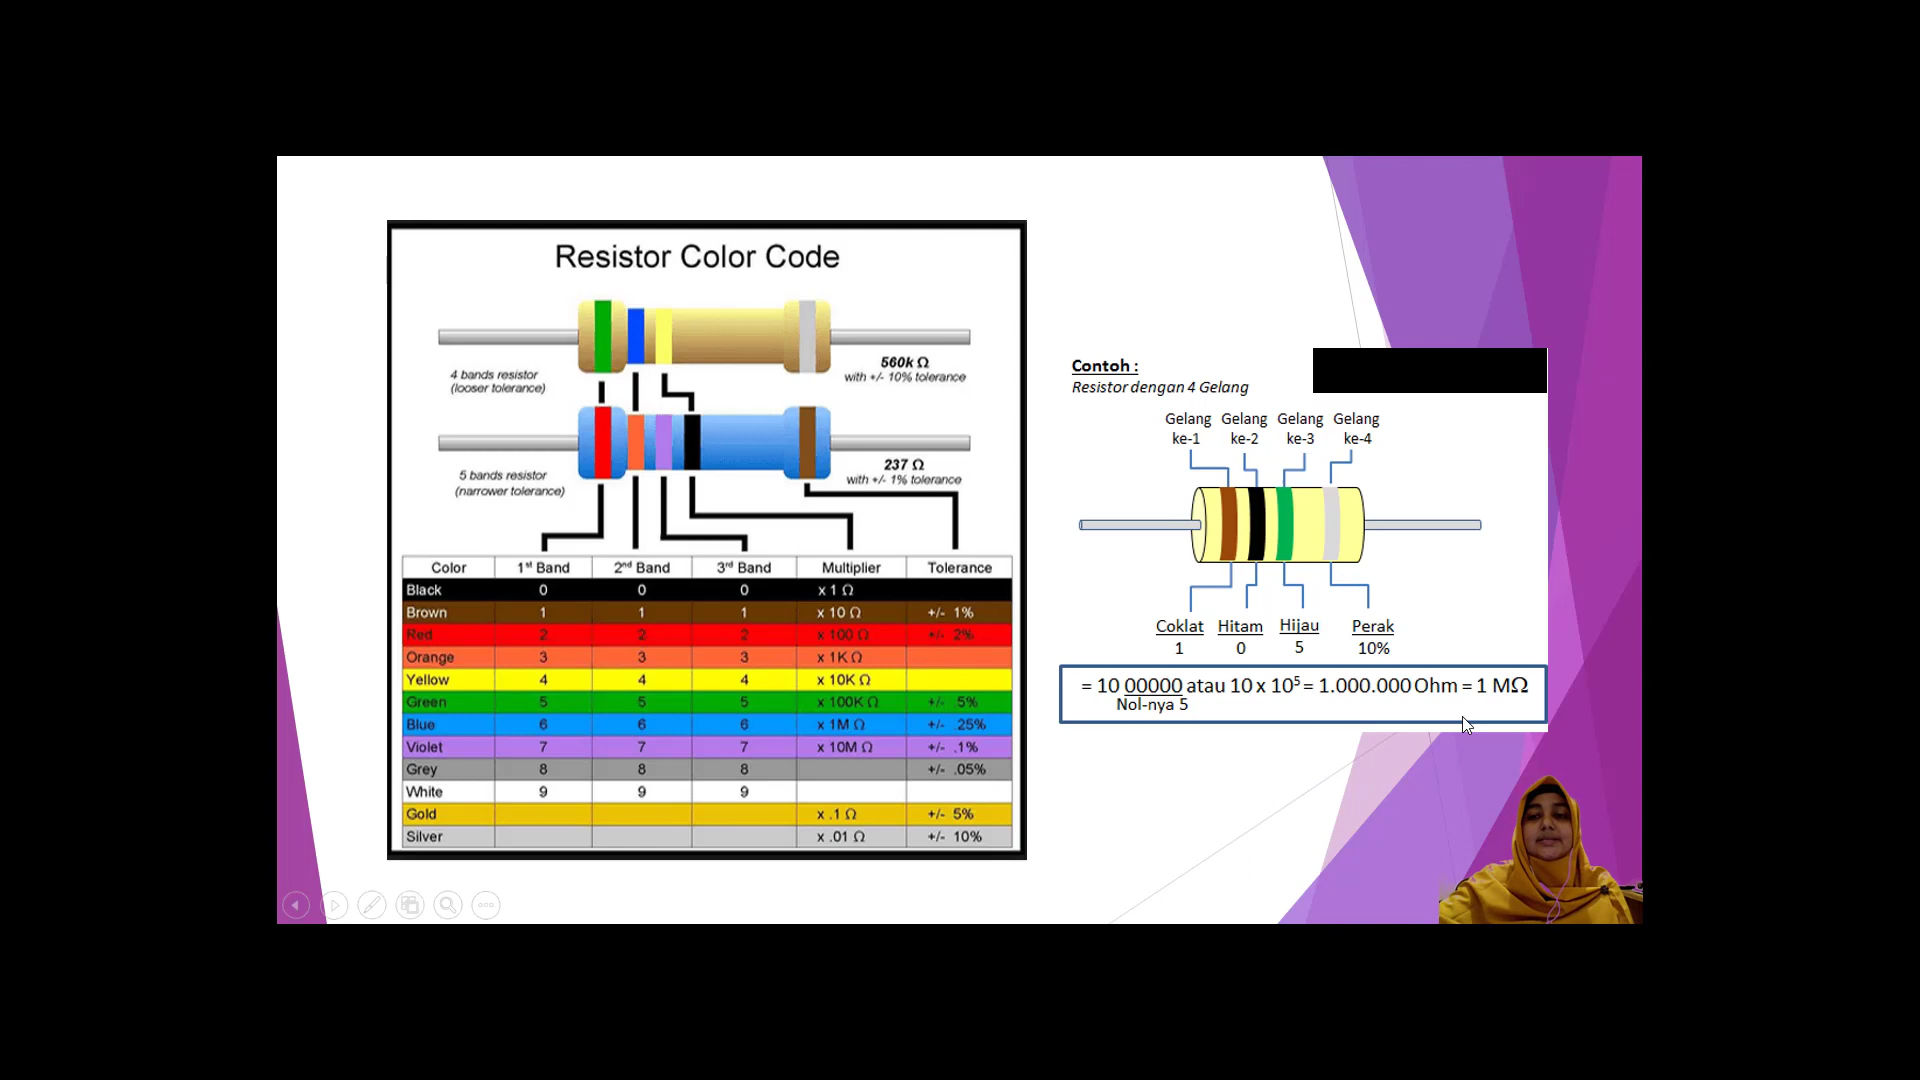 Resistor Color Code
560k Ω
with +/- 10% tolerance
4 bands resistor
(looser tolerance)
237 Ω
with +/- 1% tolerance
5 bands resistor
(narrower tolerance)
Color 1st Band 2nd Band 3rd Band Multiplier Tolerance
Black 0 0 0 x 1 Ω
Brown 1 1 1 x 10 Ω +/- 1%
Red 2 2 2 x 100 Ω +/- 2%
Orange 3 3 3 x 1K Ω
Yellow 4 4 4 x 10K Ω
Green 5 5 5 x 100K Ω +/- .5%
Blue 6 6 6 x 1M Ω +/- .25%
Violet 7 7 7 x 10M Ω +/- .1%
Grey 8 8 8 +/- .05%
White 9 9 9
Gold x .1 Ω +/- 5%
Silver x .01 Ω +/- 10%
Contoh :
Resistor dengan 4 Gelang
Gelang Gelang Gelang Gelang
ke-1 ke-2 ke-3 ke-4
Coklat Hitam Hijau Perak
1 0 5 10%
= 10 00000 atau 10 x 10⁵ = 1.000.000 Ohm = 1 MΩ
Nol-nya 5